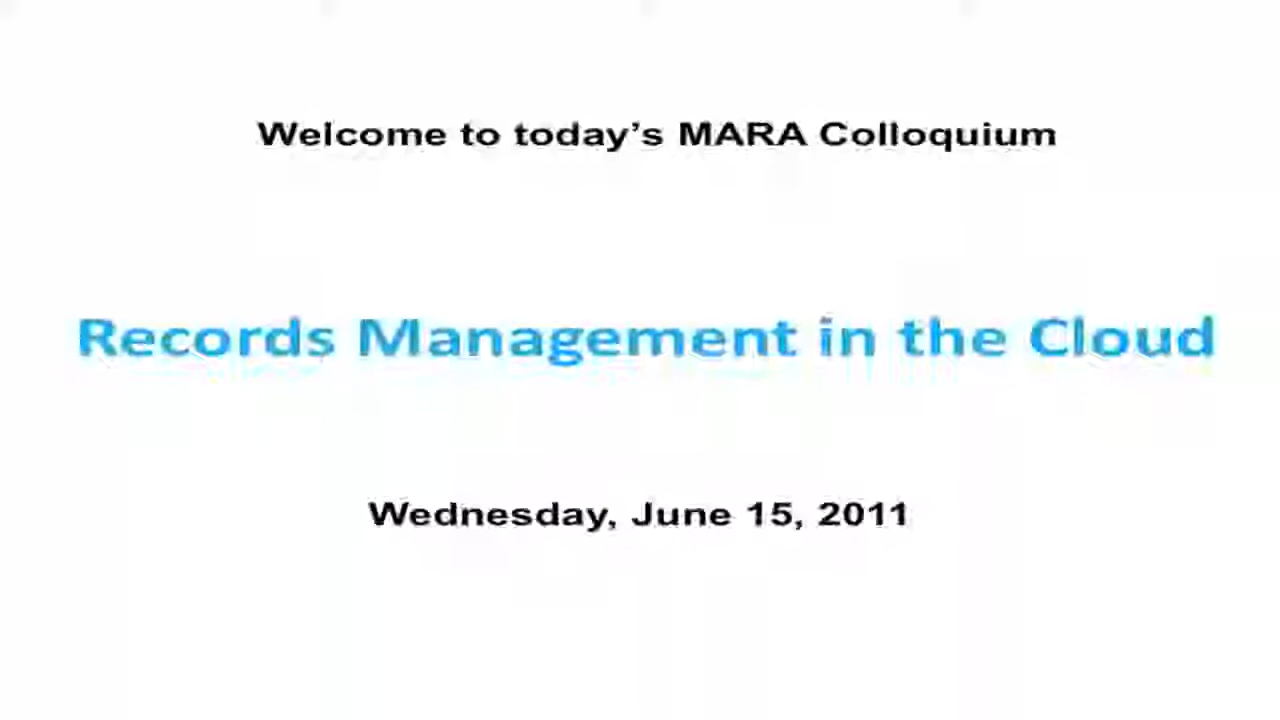 Welcome to today’s MARA Colloquium
Records Management in the Cloud
Wednesday, June 15, 2011